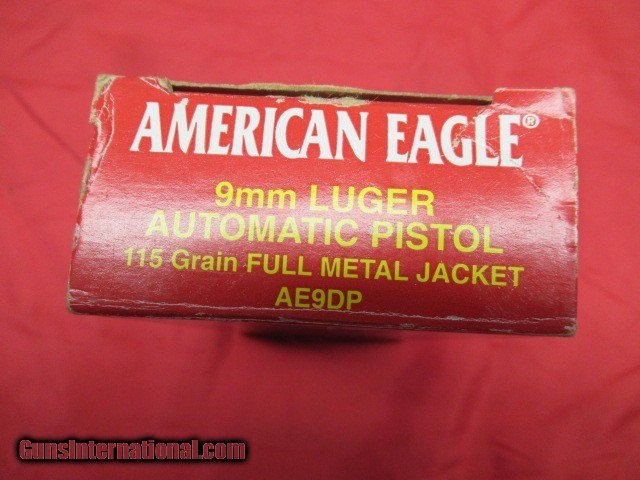 AMERICAN EAGLE®
9mm LUGER
AUTOMATIC PISTOL
115 Grain FULL METAL JACKET
AE9DP
GunsInternational.com